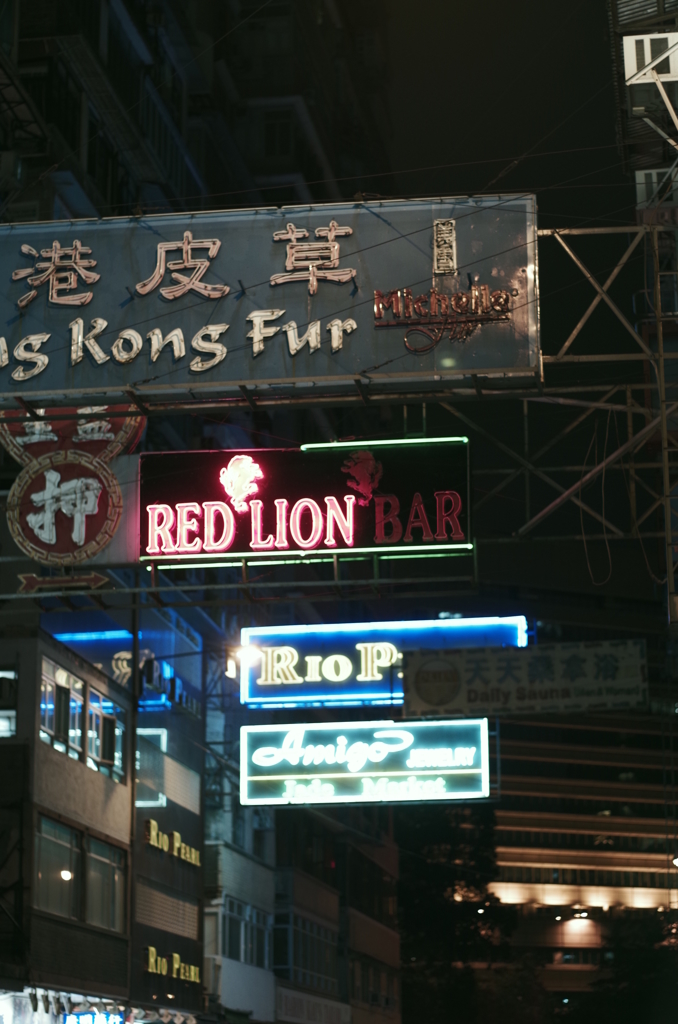 港皮草
Kong Fur
Michelle
押
RED LION BAR
RIO P
天天桑拿浴
Daily Sauna
Amigo JEWELRY
Jade Market
RIO PEARL
RIO PEARL